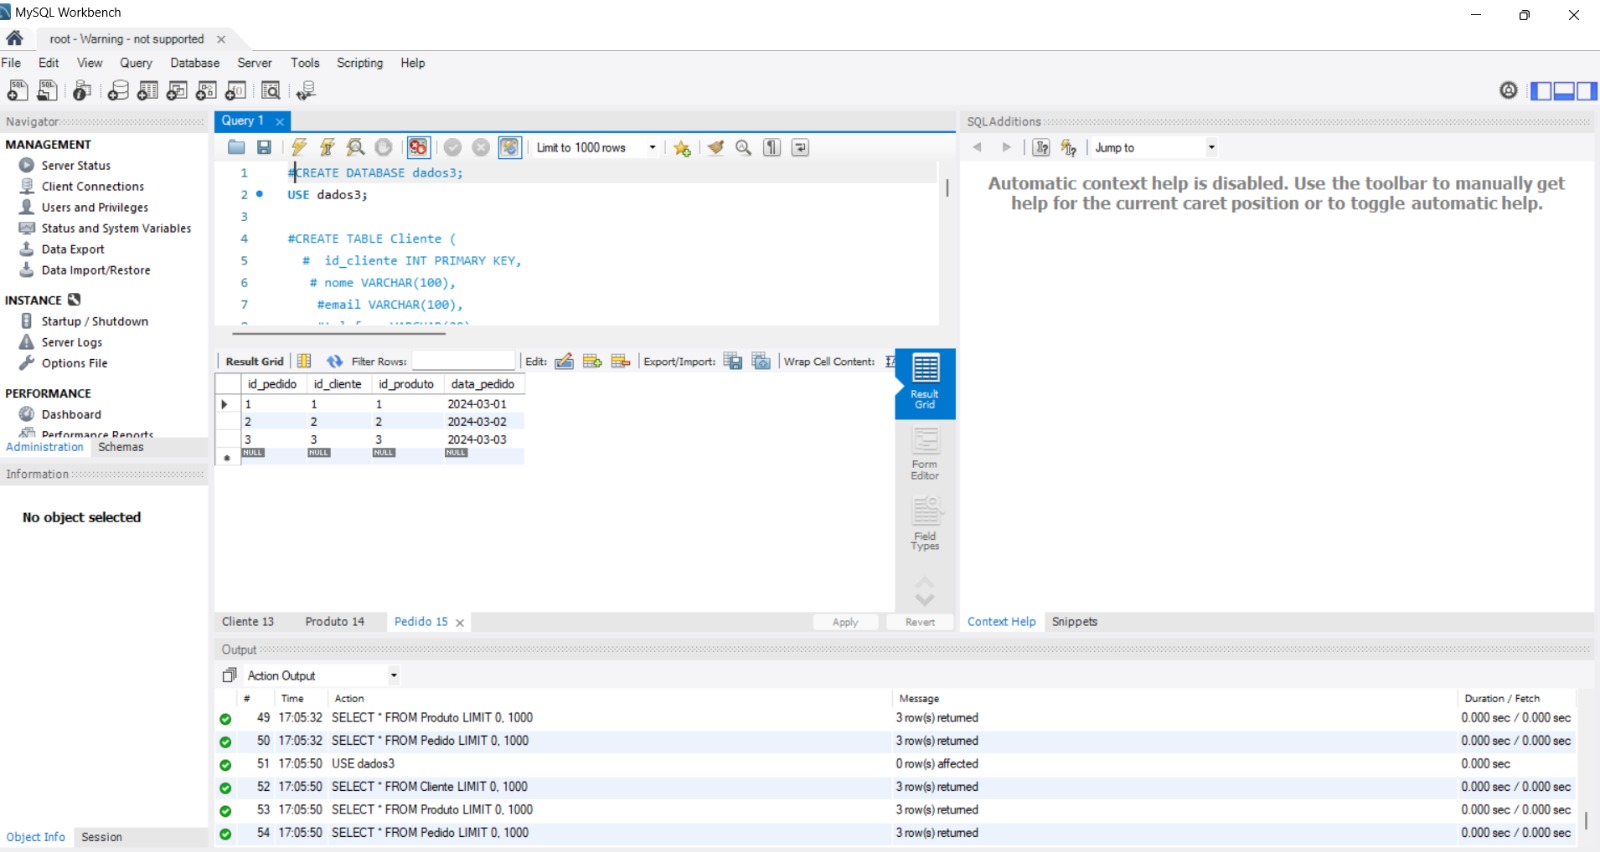 MySQL Workbench
root - Warning - not supported
File Edit View Query Database Server Tools Scripting Help
Navigator
MANAGEMENT
Server Status
Client Connections
Users and Privileges
Status and System Variables
Data Export
Data Import/Restore
INSTANCE
Startup / Shutdown
Server Logs
Options File
PERFORMANCE
Dashboard
Performance Reports
Administration Schemas
Information
No object selected
Object Info Session
Query 1
Limit to 1000 rows
1 #CREATE DATABASE dados3;
2 USE dados3;
3
4 #CREATE TABLE Cliente (
5 # id_cliente INT PRIMARY KEY,
6 # nome VARCHAR(100),
7 #email VARCHAR(100),
Result Grid Filter Rows: Edit: Export/Import: Wrap Cell Content:
id_pedido id_cliente id_produto data_pedido
1 1 1 2024-03-01
2 2 2 2024-03-02
3 3 3 2024-03-03
NULL NULL NULL NULL
Result Grid
Form Editor
Field Types
Cliente 13 Produto 14 Pedido 15 Apply Revert
SQLAdditions
Jump to
Automatic context help is disabled. Use the toolbar to manually get
help for the current caret position or to toggle automatic help.
Context Help Snippets
Output
Action Output
# Time Action Message Duration / Fetch
49 17:05:32 SELECT * FROM Produto LIMIT 0, 1000 3 row(s) returned 0.000 sec / 0.000 sec
50 17:05:32 SELECT * FROM Pedido LIMIT 0, 1000 3 row(s) returned 0.000 sec / 0.000 sec
51 17:05:50 USE dados3 0 row(s) affected 0.000 sec
52 17:05:50 SELECT * FROM Cliente LIMIT 0, 1000 3 row(s) returned 0.000 sec / 0.000 sec
53 17:05:50 SELECT * FROM Produto LIMIT 0, 1000 3 row(s) returned 0.000 sec / 0.000 sec
54 17:05:50 SELECT * FROM Pedido LIMIT 0, 1000 3 row(s) returned 0.000 sec / 0.000 sec